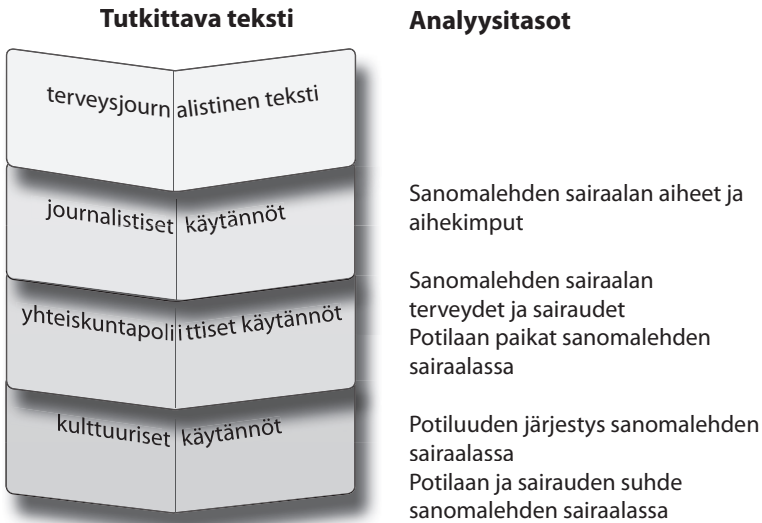 Tutkittava teksti
Analyysitasot
terveysjournalistinen teksti
journalistiset käytännöt
Sanomalehden sairaalan aiheet ja
aihekimput
yhteiskuntapoliittiset käytännöt
Sanomalehden sairaalan
terveydet ja sairaudet
Potilaan paikat sanomalehden
sairaalassa
kulttuuriset käytännöt
Potiluuden järjestys sanomalehden
sairaalassa
Potilaan ja sairauden suhde
sanomalehden sairaalassa